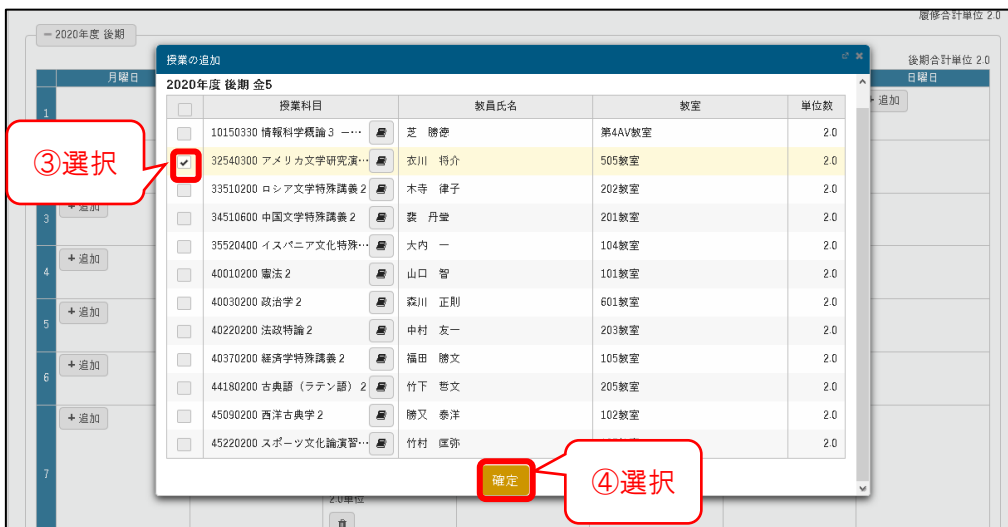 履修合計単位 2.0
2020年度 後期
後期合計単位 2.0
月曜日
日曜日
授業の追加
2020年度 後期 金5
授業科目 教員氏名 教室 単位数
1
+ 追加
10150330 情報科学概論3 ー… 芝 勝徳 第4AV教室 2.0
③選択
32540300 アメリカ文学研究演… 衣川 将介 505教室 2.0
33510200 ロシア文学特殊講義2 木寺 律子 202教室 2.0
3
+ 追加
34510600 中国文学特殊講義2 裴 丹瑩 201教室 2.0
35520400 イスパニア文化特殊… 大内 一 104教室 2.0
4
+ 追加
40010200 憲法2 山口 智 101教室 2.0
40030200 政治学2 森川 正則 601教室 2.0
5
+ 追加
40220200 法政特論2 中村 友一 203教室 2.0
40370200 経済学特殊講義2 福田 勝文 105教室 2.0
6
+ 追加
44180200 古典語（ラテン語）2 竹下 哲文 205教室 2.0
45090200 西洋古典学2 勝又 泰洋 102教室 2.0
+ 追加
45220200 スポーツ文化論演習… 竹村 匡弥 2.0
7
確定
④選択
2.0単位